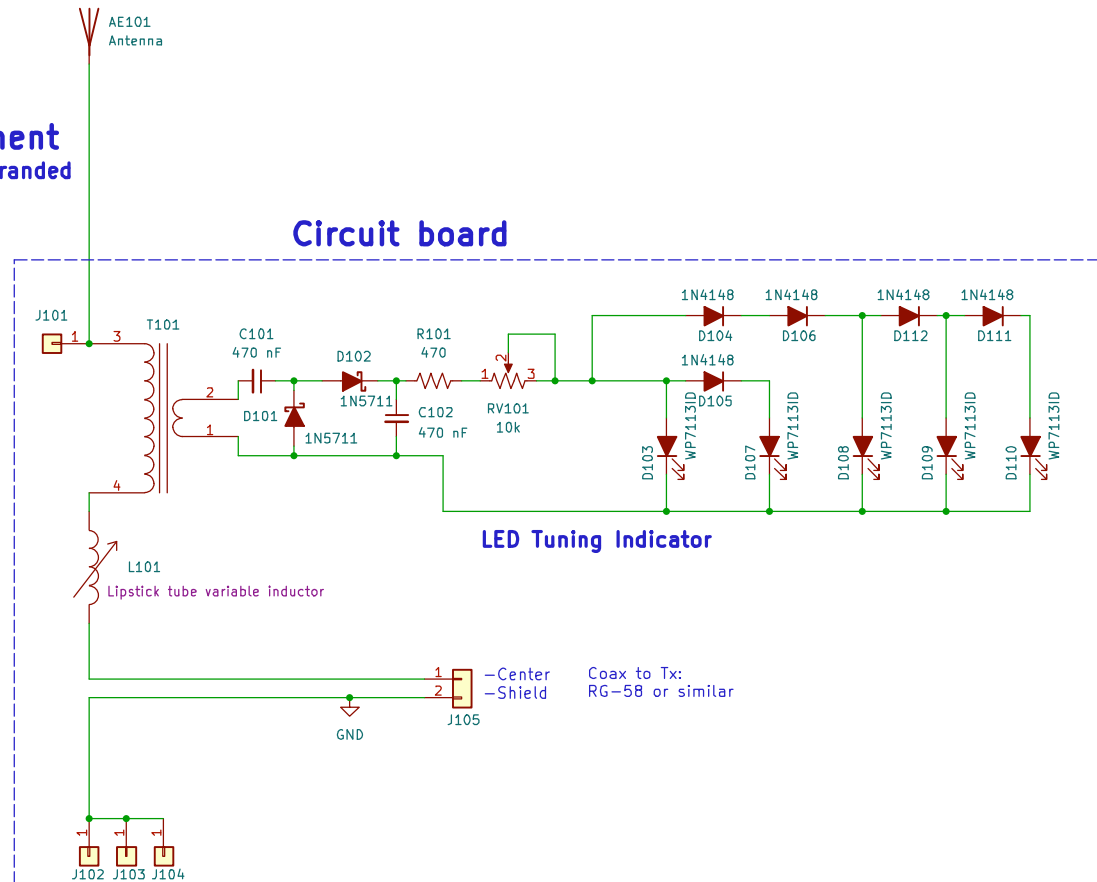 AE101
Antenna
nent
randed
Circuit board
J101
1
3
T101
4
2
1
C101
470 nF
D101
1N5711
D102
1N5711
C102
470 nF
R101
470
1
2
3
RV101
10k
1N4148
D104
1N4148
D106
1N4148
D112
1N4148
D111
1N4148
D105
D103
WP7113ID
D107
WP7113ID
D108
WP7113ID
D109
WP7113ID
D110
WP7113ID
LED Tuning Indicator
L101
Lipstick tube variable inductor
1
2
J105
-Center
-Shield
Coax to Tx:
RG-58 or similar
GND
1
1
1
J102
J103
J104